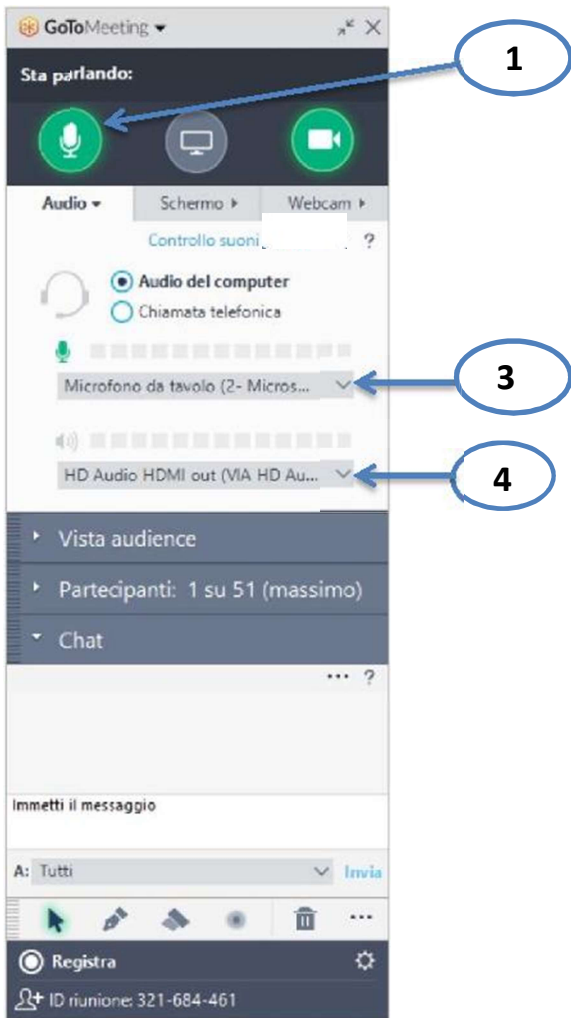 GoToMeeting
1
Sta parlando:
Audio Schermo Webcam
Controllo suoni ?
Audio del computer
Chiamata telefonica
Microfono da tavolo (2- Micros...
3
HD Audio HDMI out (VIA HD Au...
4
Vista audience
Partecipanti: 1 su 51 (massimo)
Chat
... ?
Immetti il messaggio
A: Tutti Invia
...
Registra
ID riunione: 321-684-461